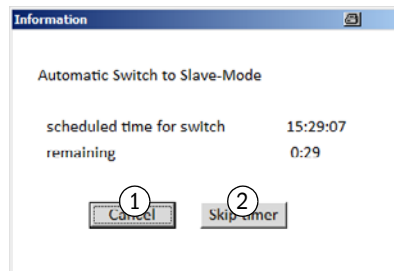 Information
Automatic Switch to Slave-Mode
scheduled time for switch 15:29:07
remaining 0:29
1 2
Cancel Skip timer